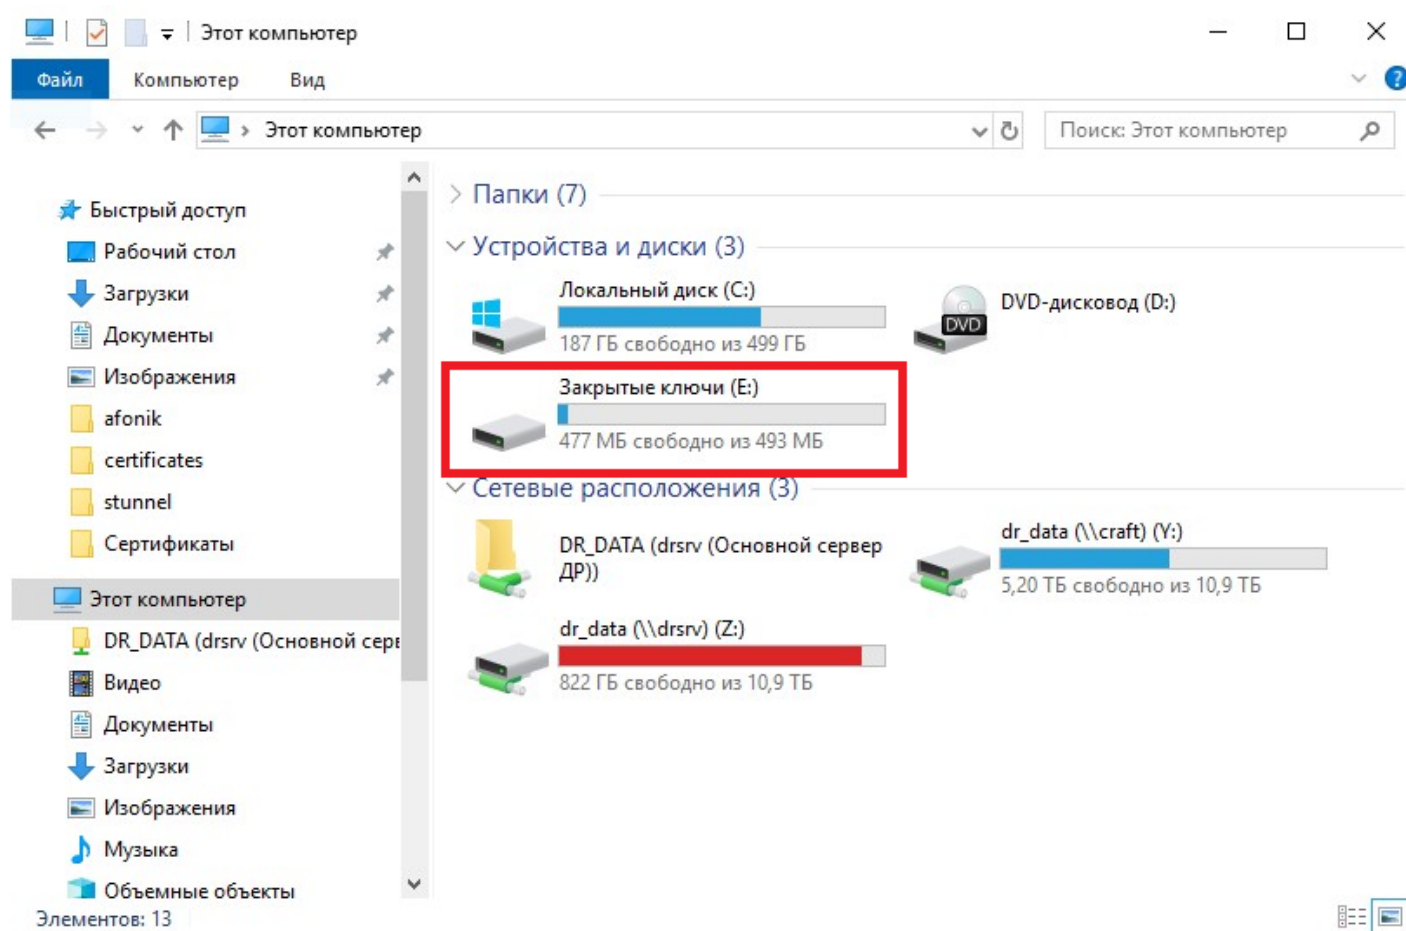 Этот компьютер
Файл Компьютер Вид
Этот компьютер
Поиск: Этот компьютер
Быстрый доступ
Рабочий стол
Загрузки
Документы
Изображения
afonik
certificates
stunnel
Сертификаты
Этот компьютер
DR_DATA (drsrv (Основной серв
Видео
Документы
Загрузки
Изображения
Музыка
Объемные объекты
Папки (7)
Устройства и диски (3)
Локальный диск (C:)
187 ГБ свободно из 499 ГБ
DVD-дисковод (D:)
DVD
Закрытые ключи (E:)
477 МБ свободно из 493 МБ
Сетевые расположения (3)
DR_DATA (drsrv (Основной сервер
ДР))
dr_data (\\craft) (Y:)
5,20 ТБ свободно из 10,9 ТБ
dr_data (\\drsrv) (Z:)
822 ГБ свободно из 10,9 ТБ
Элементов: 13